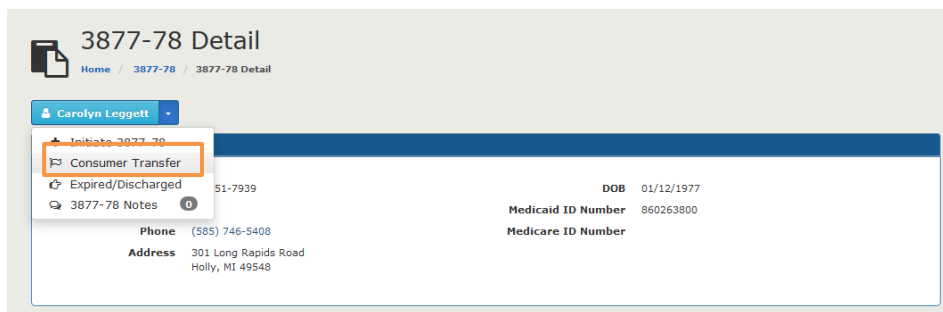 3877-78 Detail
Home / 3877-78 / 3877-78 Detail
Carolyn Leggett
Initiate 3877-78
Consumer Transfer
Expired/Discharged
51-7939
DOB 01/12/1977
3877-78 Notes 0
Medicaid ID Number 860263800
Phone (585) 746-5408
Medicare ID Number
Address 301 Long Rapids Road
Holly, MI 49548